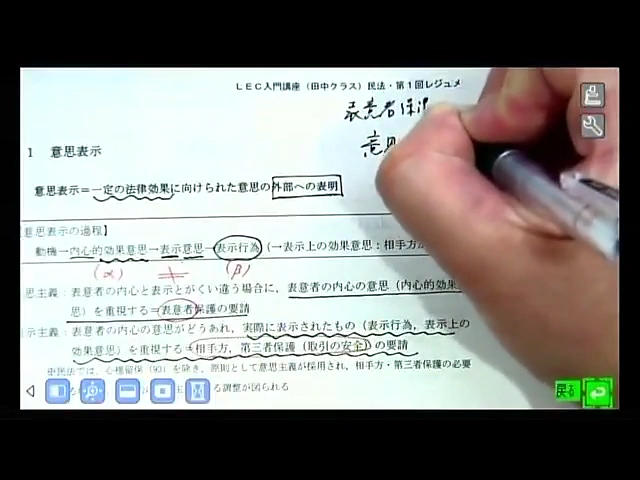 LEC入門講座（田中クラス）民法・第1回レジュメ
表意者保護
意思
1 意思表示
意思表示＝一定の法律効果に向けられた意思の外部への表明
意思表示の過程】
動機→内心的効果意思→表示意思→表示行為（→表示上の効果意思：相手方か
(α) ≠ (β)
思主義：表意者の内心と表示とがくい違う場合に、表意者の内心の意思（内心的効果
思）を重視する＝表意者保護の要請
示主義：表意者の内心の意思がどうあれ、実際に表示されたもの（表示行為、表示上の
効果意思）を重視する＝相手方、第三者保護（取引の安全）の要請
民法では、心裡留保（93）を除き、原則として意思主義が採用され、相手方・第三者保護の必要
る調整が図られる
戻る